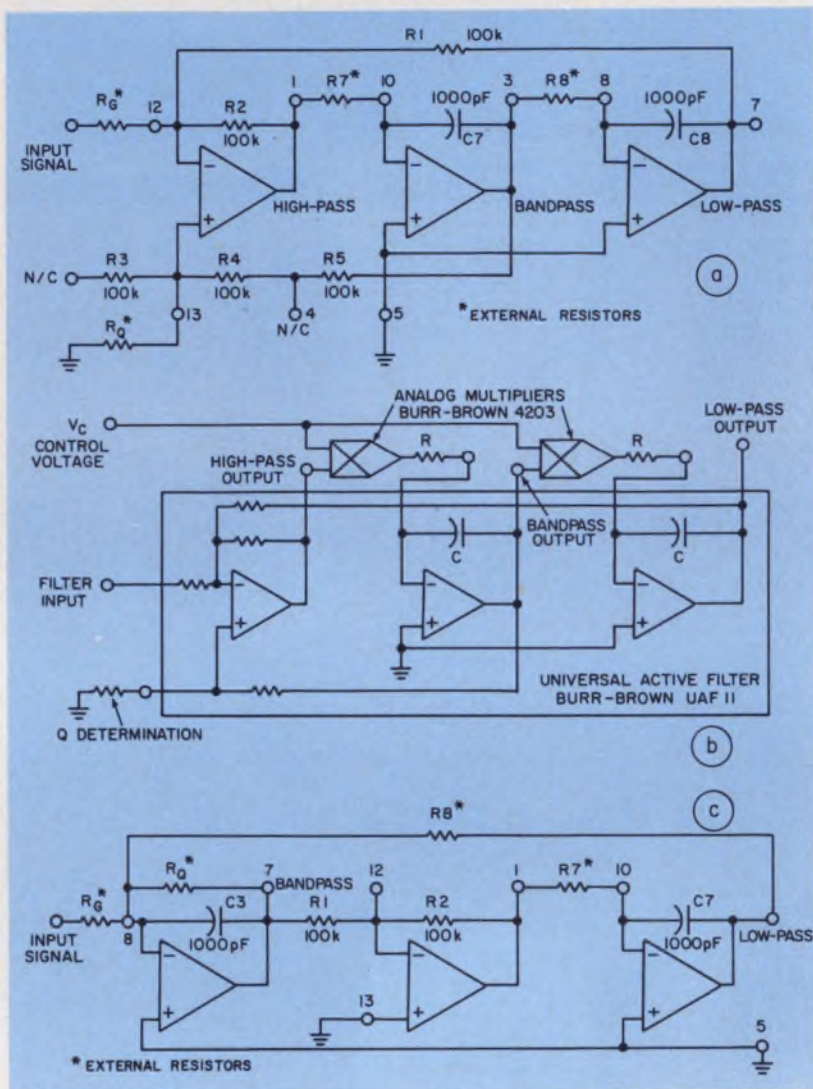 R1 100k
RG* 12 R2 100k 1 R7* 10 1000pF C7 3 R8* 8 1000pF C8 7
INPUT SIGNAL
HIGH-PASS BANDPASS LOW-PASS
N/C R3 100k R4 100k R5 100k
a
RQ* 13 4 N/C 5 *EXTERNAL RESISTORS
- + - + - +
VC CONTROL VOLTAGE
ANALOG MULTIPLIERS
BURR-BROWN 4203
LOW-PASS OUTPUT
HIGH-PASS OUTPUT
R R
BANDPASS OUTPUT
C C
FILTER INPUT
- + - + - +
UNIVERSAL ACTIVE FILTER
BURR-BROWN UAF 11
Q DETERMINATION
b
c
R8*
RQ* 7 BANDPASS 12 1 R7* 10
RG* 8 C3 1000pF R1 100k R2 100k C7 1000pF LOW-PASS
INPUT SIGNAL
- + - + - +
13 5
*EXTERNAL RESISTORS